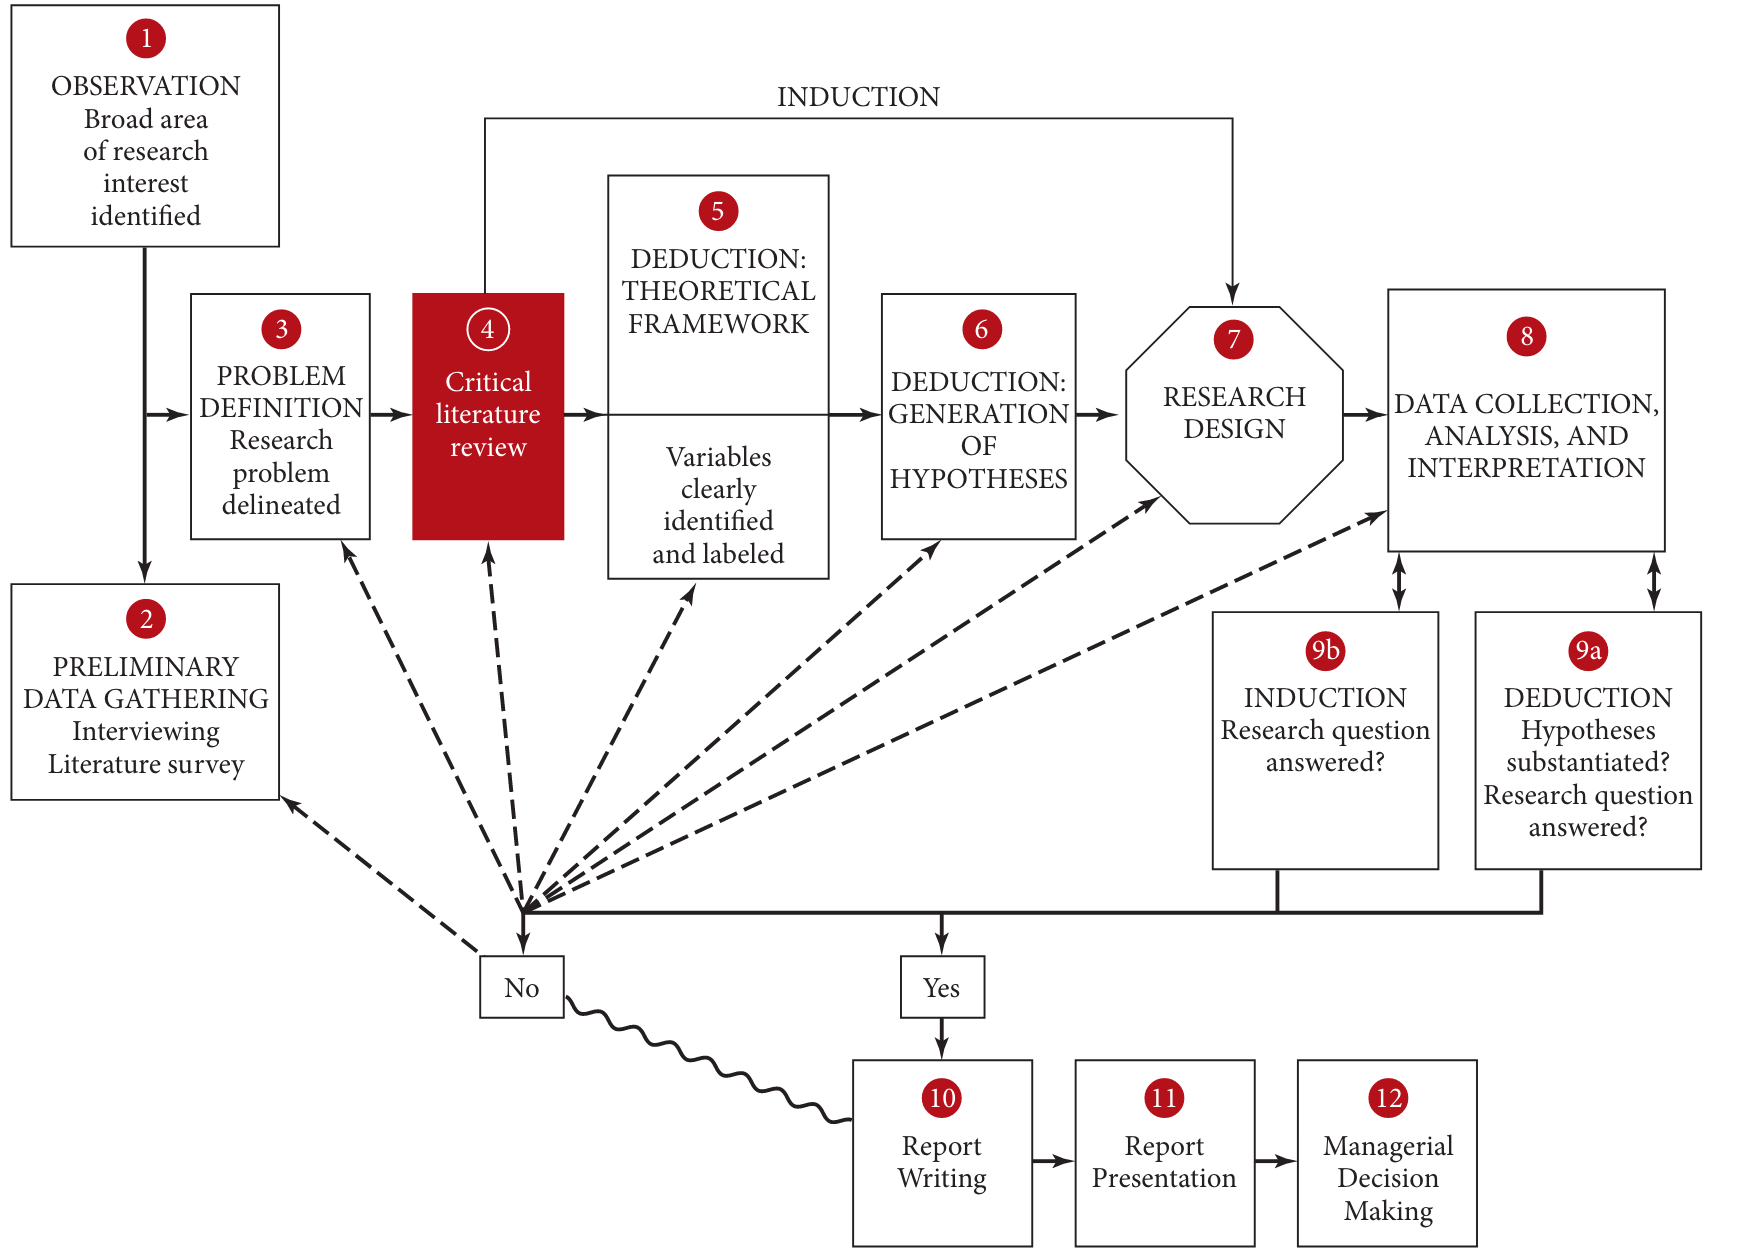 1
OBSERVATION
Broad area
of research
interest
identified
INDUCTION
2
PRELIMINARY
DATA GATHERING
Interviewing
Literature survey
3
PROBLEM
DEFINITION
Research
problem
delineated
4
Critical
literature
review
5
DEDUCTION:
THEORETICAL
FRAMEWORK
Variables
clearly
identified
and labeled
6
DEDUCTION:
GENERATION
OF
HYPOTHESES
7
RESEARCH
DESIGN
8
DATA COLLECTION,
ANALYSIS, AND
INTERPRETATION
9b
INDUCTION
Research question
answered?
9a
DEDUCTION
Hypotheses
substantiated?
Research question
answered?
No
Yes
10
Report
Writing
11
Report
Presentation
12
Managerial
Decision
Making